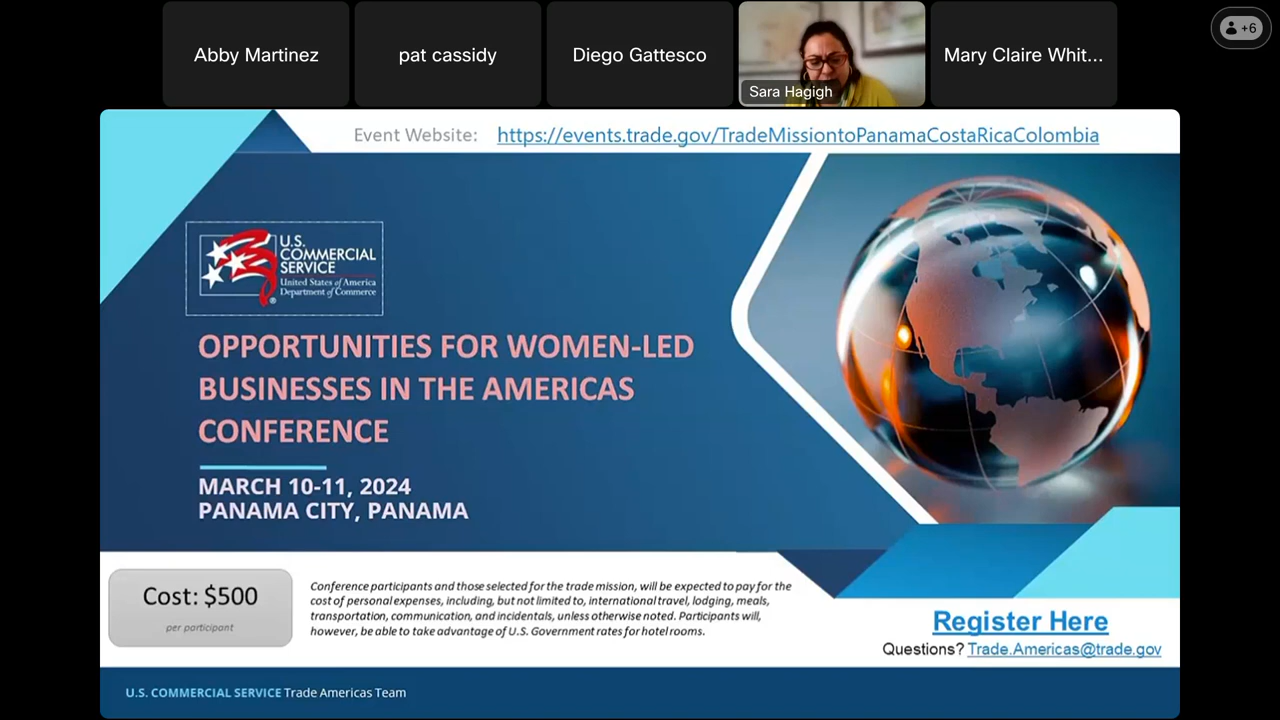 Abby Martinez
pat cassidy
Diego Gattesco
Sara Hagigh
Mary Claire Whit...
+6
Event Website: https://events.trade.gov/TradeMissiontoPanamaCostaRicaColombia
U.S.
COMMERCIAL
SERVICE
United States of America
Department of Commerce
®
OPPORTUNITIES FOR WOMEN-LED
BUSINESSES IN THE AMERICAS
CONFERENCE
MARCH 10-11, 2024
PANAMA CITY, PANAMA
Cost: $500
per participant
Conference participants and those selected for the trade mission, will be expected to pay for the
cost of personal expenses, including, but not limited to, international travel, lodging, meals,
transportation, communication, and incidentals, unless otherwise noted. Participants will,
however, be able to take advantage of U.S. Government rates for hotel rooms.
Register Here
Questions? Trade.Americas@trade.gov
U.S. COMMERCIAL SERVICE Trade Americas Team